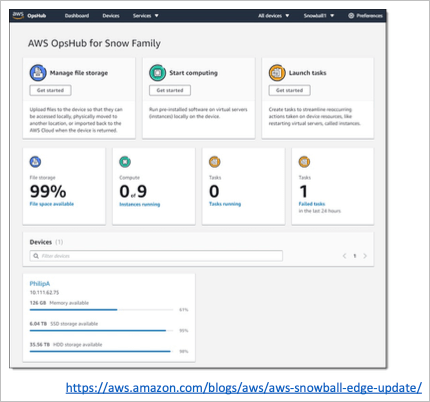 aws OpsHub Dashboard Devices Services All devices Snowball1 Preferences
AWS OpsHub for Snow Family
Manage file storage
Get started
Upload files to the device so that they can
be accessed locally, physically moved to
another location, or imported back to the
AWS Cloud when the device is returned.
Start computing
Get started
Run pre-installed software on virtual servers
(instances) locally on the device.
Launch tasks
Get started
Create tasks to streamline reoccurring
actions taken on device resources, like
restarting virtual servers, called instances.
File storage
99%
File space available
Compute
0 of 9
Instances running
Tasks
0
Tasks running
Tasks
1
Failed tasks
in the last 24 hours
Devices (1)
Filter devices
< 1 >
PhilipA
10.111.62.75
126 GB Memory available
61%
6.04 TB SSD storage available
95%
35.56 TB HDD storage available
98%
https://aws.amazon.com/blogs/aws/aws-snowball-edge-update/